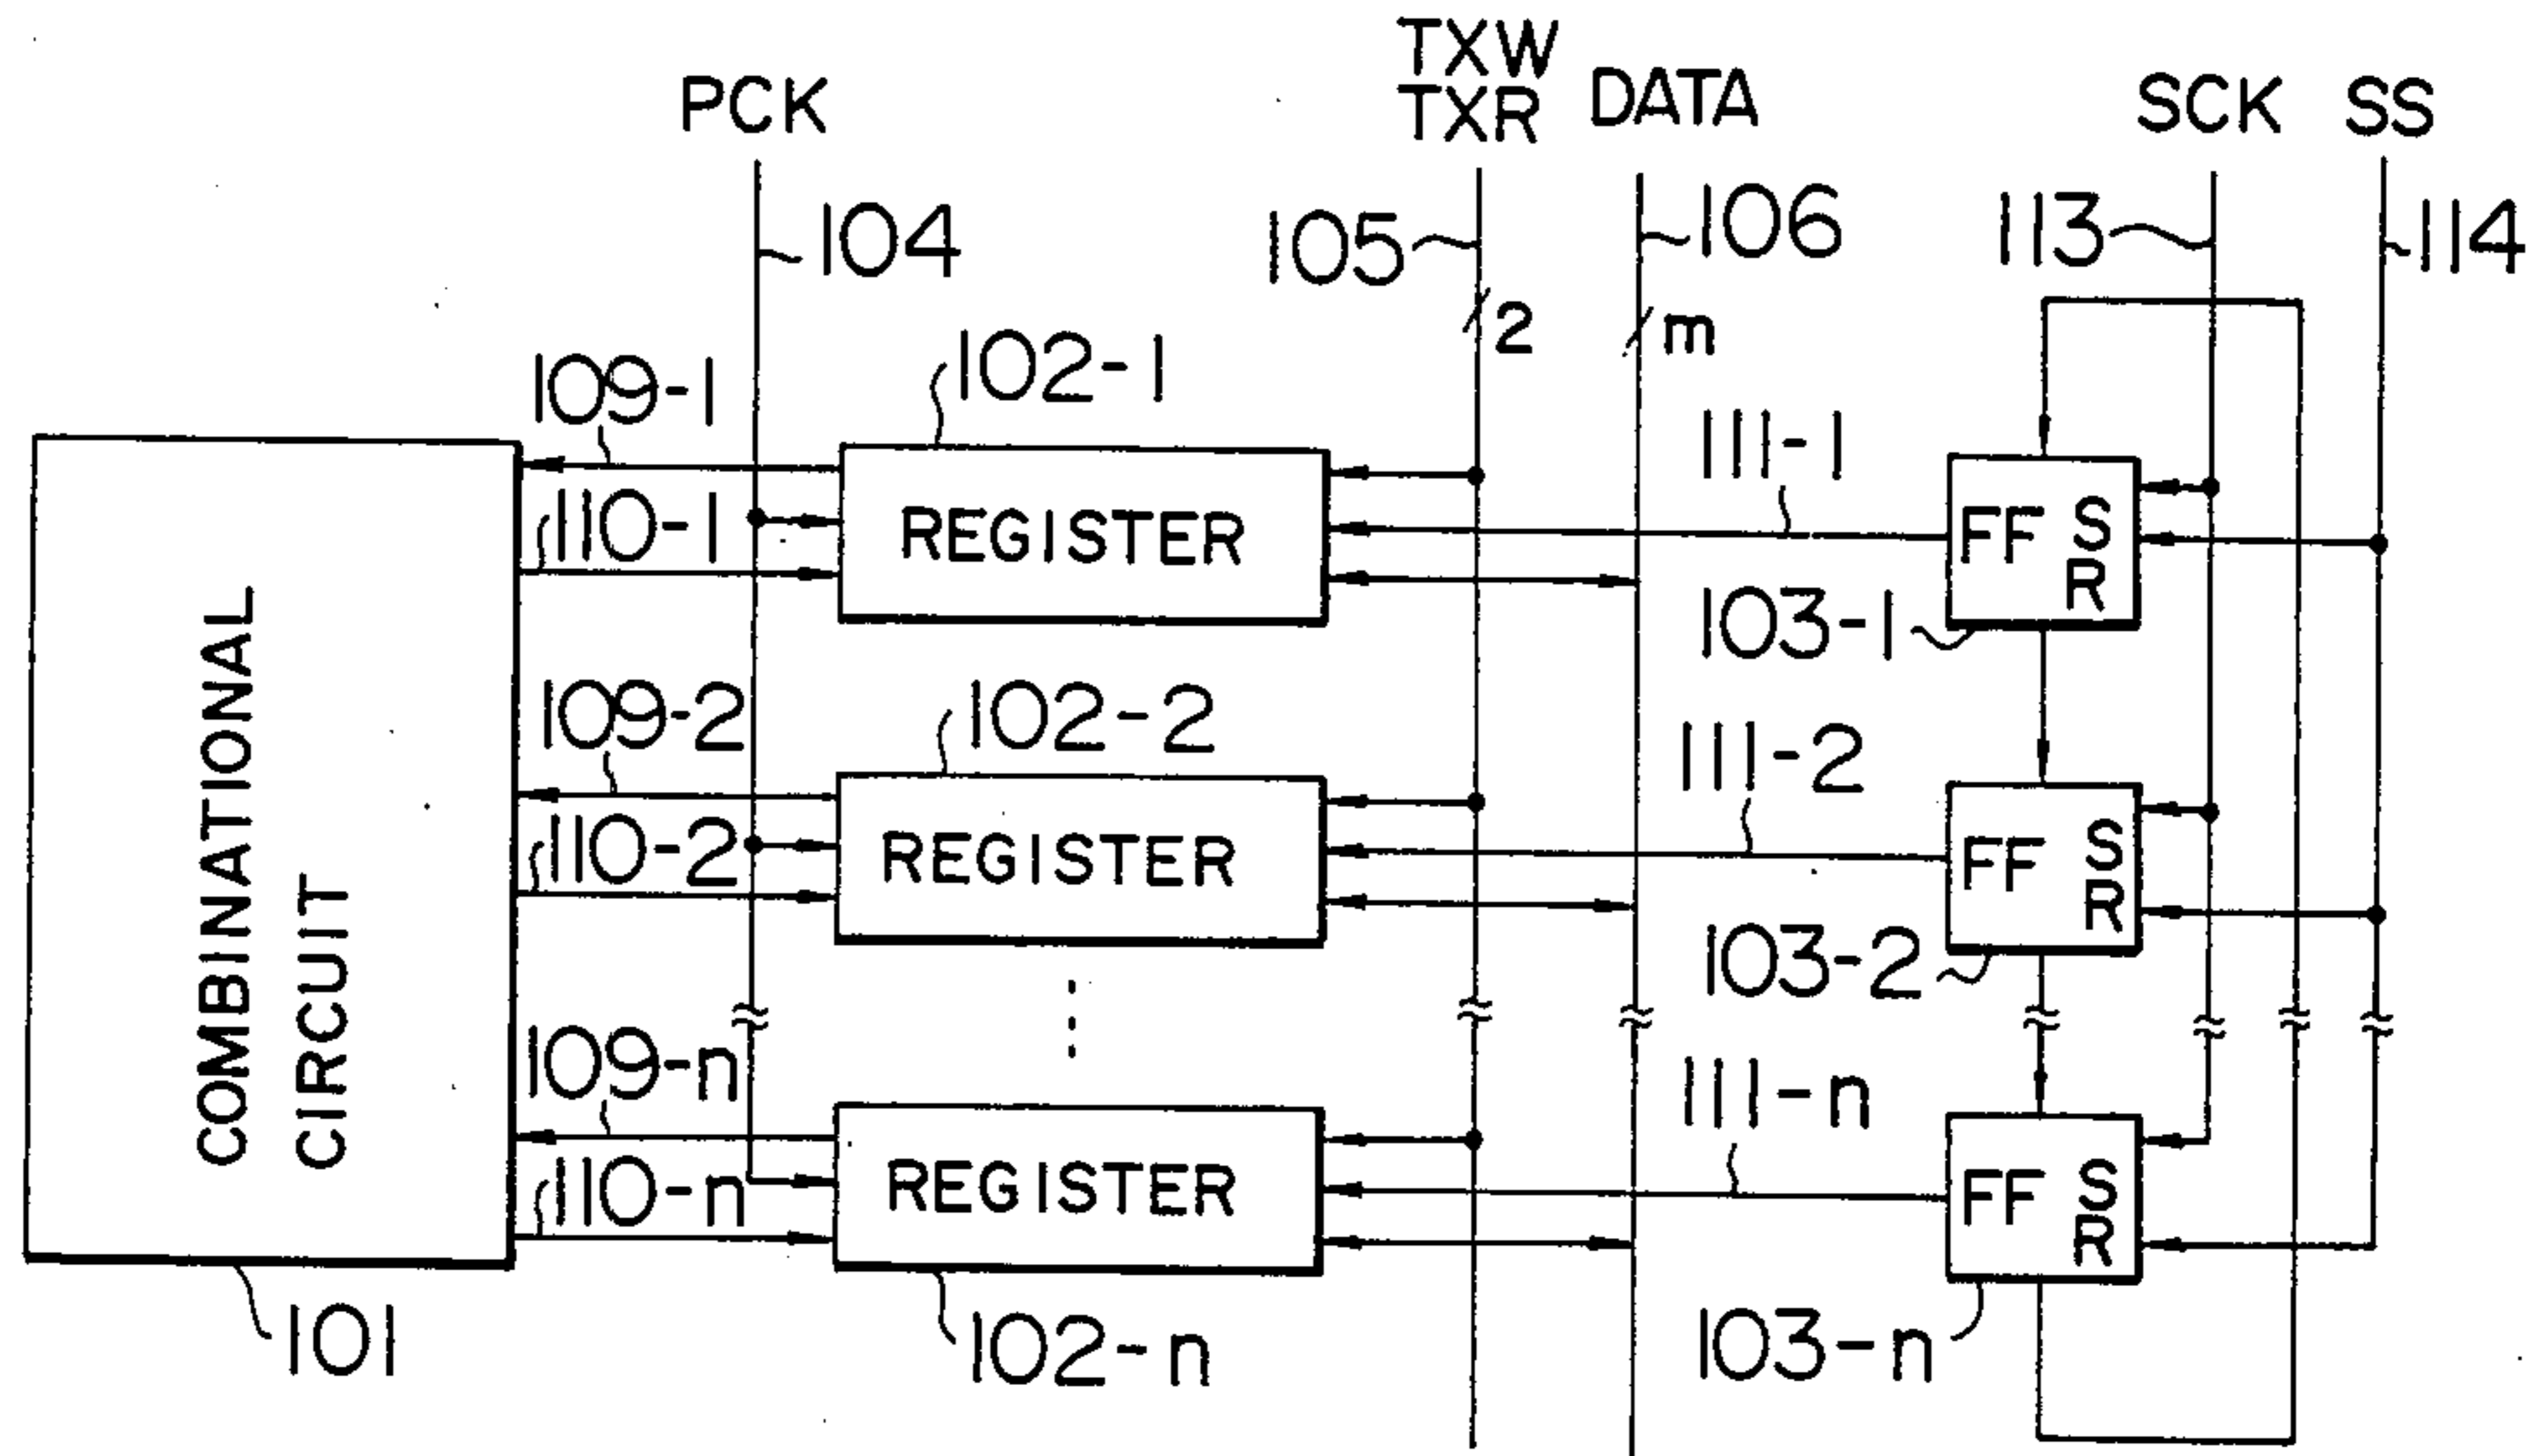 TXW
PCK TXR DATA SCK SS
104 105 106 113 114
2 m
109-1 102-1 111-1
110-1 REGISTER FF S
R
103-1
109-2 102-2 111-2
110-2 REGISTER FF S
R
103-2
COMBINATIONAL
CIRCUIT
109-n 111-n
110-n REGISTER FF S
R
101 102-n 103-n